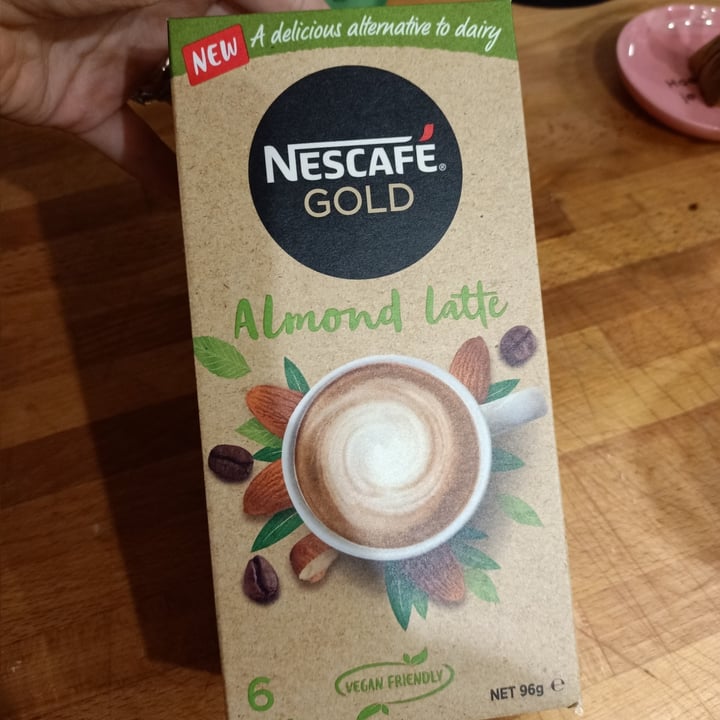 NEW
A delicious alternative to dairy
NESCAFÉ®
GOLD
Almond latte
6
VEGAN FRIENDLY
NET 96g ℮